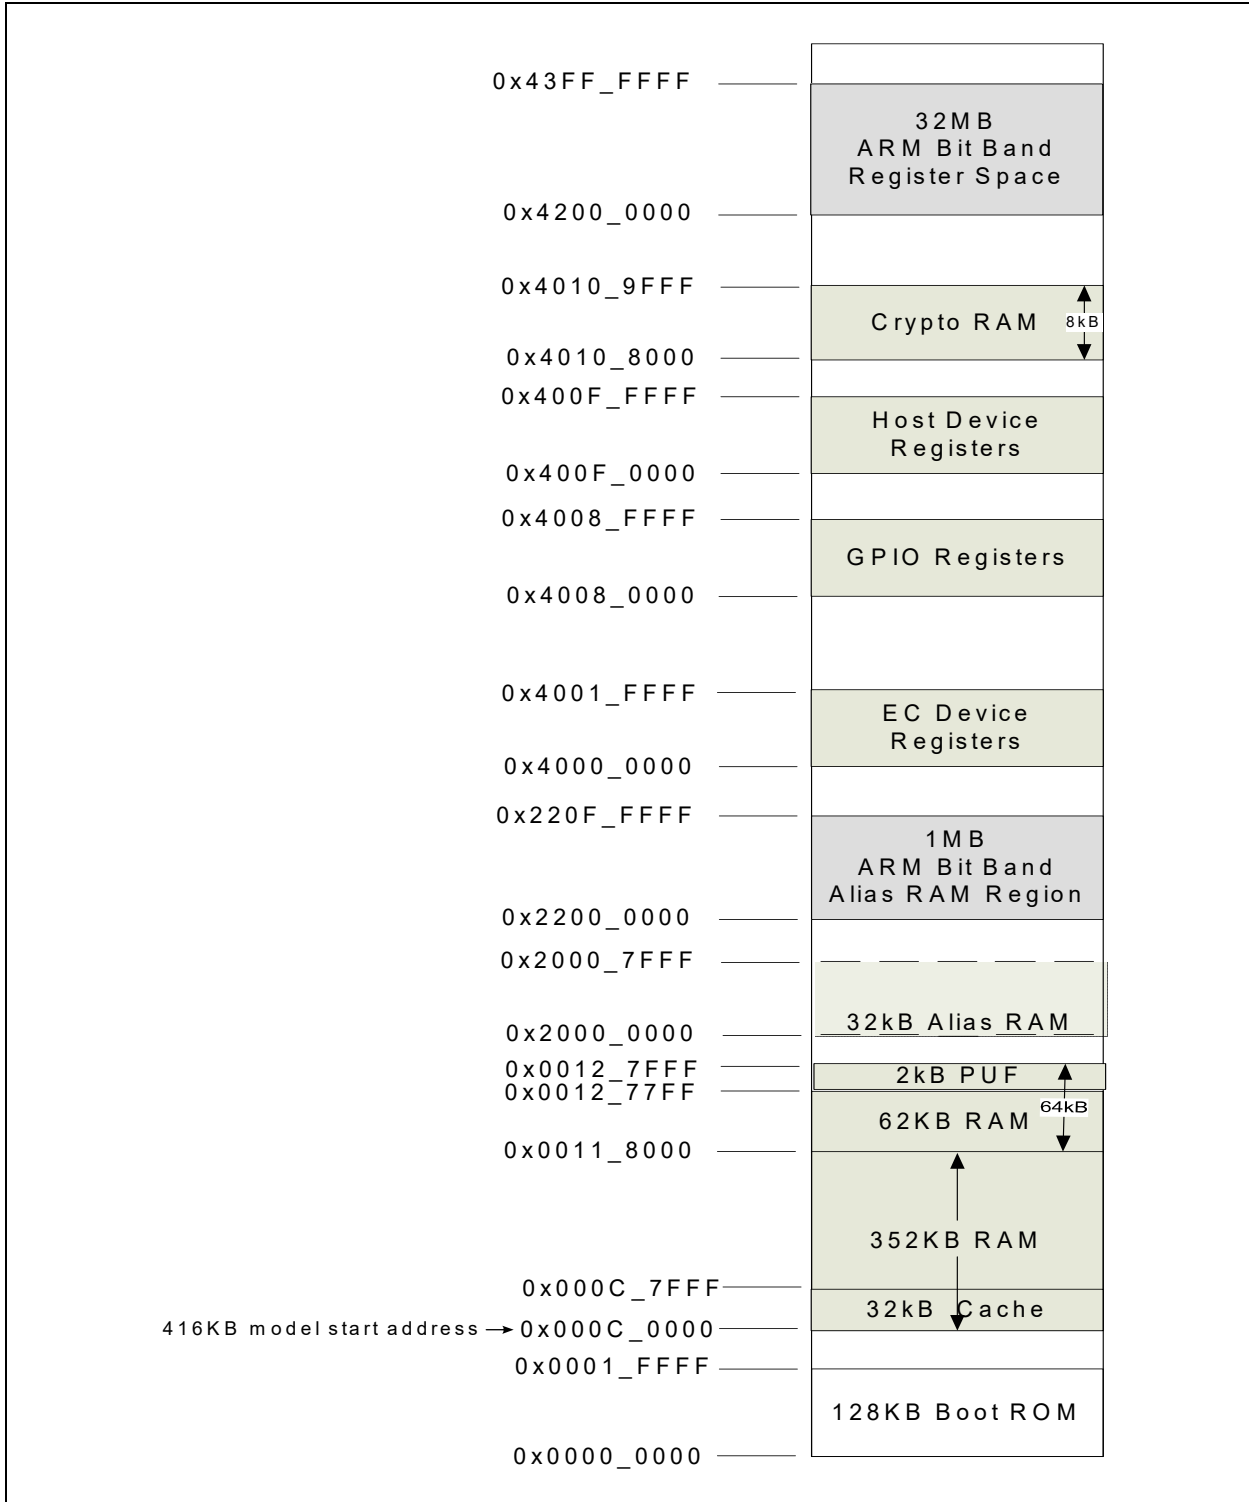 0x43FF_FFFF
32MB
ARM Bit Band
Register Space
0x4200_0000
0x4010_9FFF
Crypto RAM
8kB
0x4010_8000
0x400F_FFFF
Host Device
Registers
0x400F_0000
0x4008_FFFF
GPIO Registers
0x4008_0000
0x4001_FFFF
EC Device
Registers
0x4000_0000
0x220F_FFFF
1MB
ARM Bit Band
Alias RAM Region
0x2200_0000
0x2000_7FFF
32kB Alias RAM
0x2000_0000
0x0012_7FFF
2kB PUF
0x0012_77FF
64kB
62KB RAM
0x0011_8000
352KB RAM
0x000C_7FFF
32kB Cache
416KB model start address
0x000C_0000
0x0001_FFFF
128KB Boot ROM
0x0000_0000